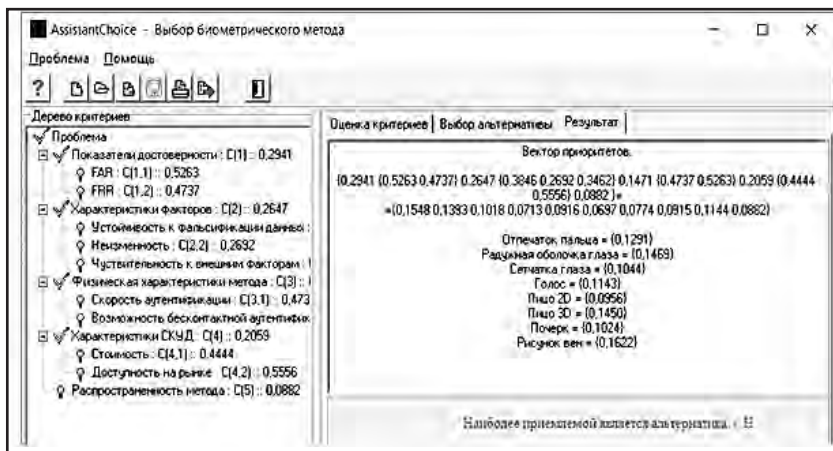 AssistantChoice - Выбор биометрического метода
Проблема Помощь
?
Дерево критериев
Проблема
Показатели достоверности : C(1) :: 0,2941
FAR : C(1,1) :: 0,5263
FRR : C(1,2) :: 0,4737
Характеристики факторов : C(2) :: 0,2647
Устойчивость к фальсификации данных :
Неизменность : C(2,2) :: 0,2692
Чуствительность к внешним факторам :
Физическая характеристики метода : C(3) ::
Скорость аутентификации : C(3,1) :: 0,473
Возможность бесконтактной аутентифик
Характеристики СКУД : C(4) :: 0,2059
Стоимость : C(4,1) :: 0,4444
Доступность на рынке : C(4,2) :: 0,5556
Распространенность метода : C(5) :: 0,0882
Оценка критериев Выбор альтернативы Результат
Вектор приоритетов.
{0,2941 {0,5263 0,4737} 0,2647 {0,3846 0,2692 0,3462} 0,1471 {0,4737 0,5263} 0,2059 {0,4444
0,5556} 0,0882 }=
={0,1548 0,1393 0,1018 0,0713 0,0916 0,0697 0,0774 0,0915 0,1144 0,0882}
Отпечаток пальца = {0,1291}
Радужная оболочка глаза = {0,1469}
Сетчатка глаза = {0,1044}
Голос = {0,1143}
Лицо 2D = {0,0956}
Лицо 3D = {0,1450}
Почерк = {0,1024}
Рисунок вен = {0,1622}
Наиболее приемлемой является альтернатива